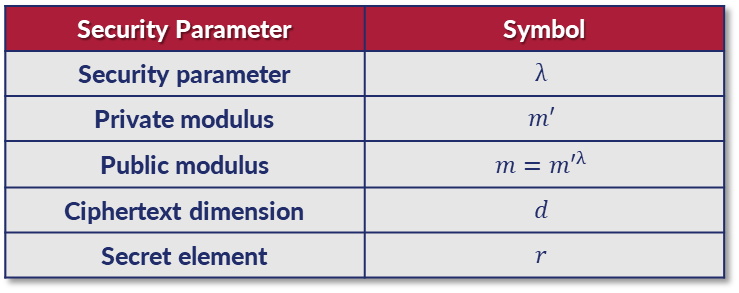 Security Parameter Symbol
Security parameter λ
Private modulus m′
Public modulus m = m′^λ
Ciphertext dimension d
Secret element r